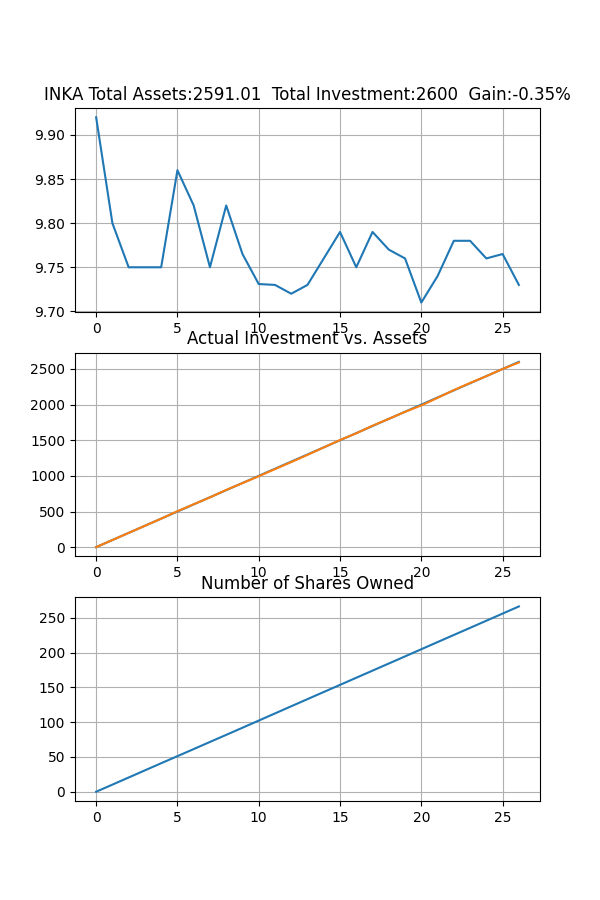 INKA Total Assets:2591.01  Total Investment:2600  Gain:-0.35%
9.90
9.85
9.80
9.75
9.70
0 5 10 15 20 25
Actual Investment vs. Assets
2500
2000
1500
1000
500
0
0 5 10 15 20 25
Number of Shares Owned
250
200
150
100
50
0
0 5 10 15 20 25